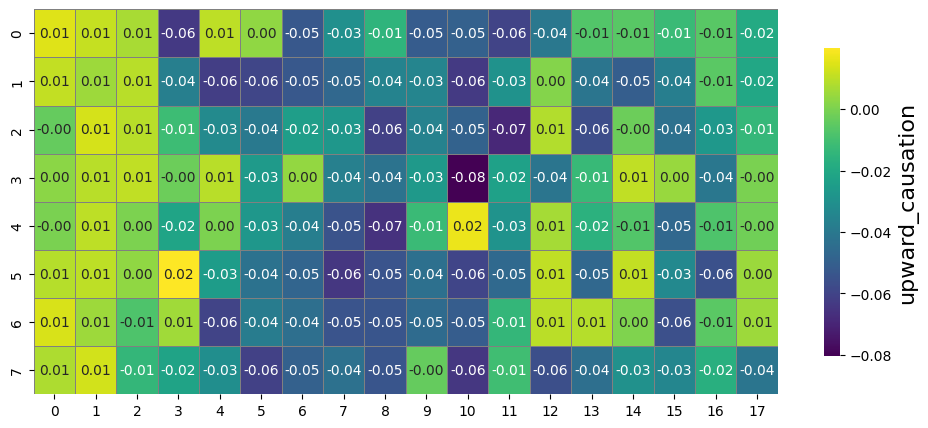 0 0.01 0.01 0.01 -0.06 0.01 0.00 -0.05 -0.03 -0.01 -0.05 -0.05 -0.06 -0.04 -0.01 -0.01 -0.01 -0.01 -0.02
1 0.01 0.01 0.01 -0.04 -0.06 -0.06 -0.05 -0.05 -0.04 -0.03 -0.06 -0.03 0.00 -0.04 -0.05 -0.04 -0.01 -0.02
2 -0.00 0.01 0.01 -0.01 -0.03 -0.04 -0.02 -0.03 -0.06 -0.04 -0.05 -0.07 0.01 -0.06 -0.00 -0.04 -0.03 -0.01
3 0.00 0.01 0.01 -0.00 0.01 -0.03 0.00 -0.04 -0.04 -0.03 -0.08 -0.02 -0.04 -0.01 0.01 0.00 -0.04 -0.00
4 -0.00 0.01 0.00 -0.02 0.00 -0.03 -0.04 -0.05 -0.07 -0.01 0.02 -0.03 0.01 -0.02 -0.01 -0.05 -0.01 -0.00
5 0.01 0.01 0.00 0.02 -0.03 -0.04 -0.05 -0.06 -0.05 -0.04 -0.06 -0.05 0.01 -0.05 0.01 -0.03 -0.06 0.00
6 0.01 0.01 -0.01 0.01 -0.06 -0.04 -0.04 -0.05 -0.05 -0.05 -0.05 -0.01 0.01 0.01 0.00 -0.06 -0.01 0.01
7 0.01 0.01 -0.01 -0.02 -0.03 -0.06 -0.05 -0.04 -0.05 -0.00 -0.06 -0.01 -0.06 -0.04 -0.03 -0.03 -0.02 -0.04
0 1 2 3 4 5 6 7 8 9 10 11 12 13 14 15 16 17
0.00
−0.02
−0.04
−0.06
−0.08
upward_causation